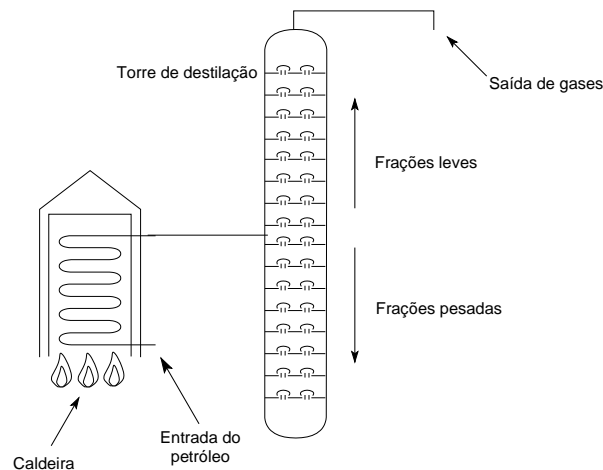 Torre de destilação
Saída de gases
Frações leves
Frações pesadas
Entrada do
petróleo
Caldeira